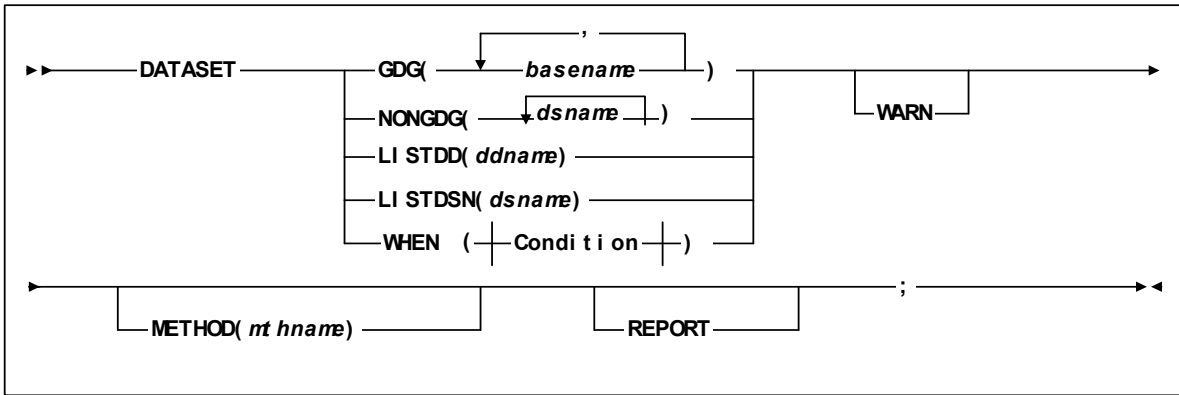 ,
DATASET GDG( basename )
NONGDG( dsname )
WARN
LISTDD( ddname )
LISTDSN( dsname )
WHEN ( Condition )
;
METHOD( mthname ) REPORT